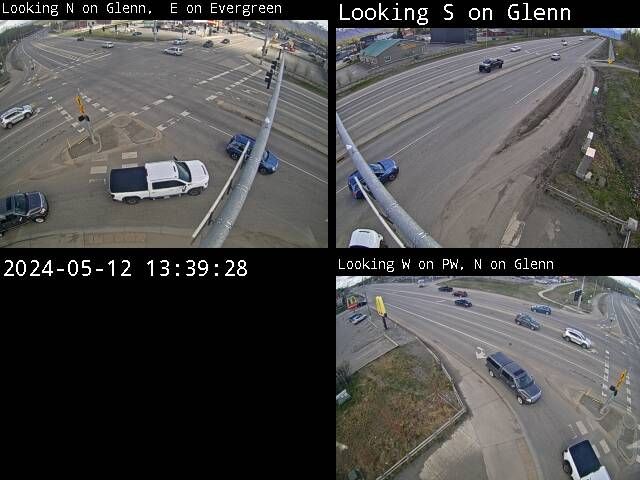 Looking N on Glenn,  E on Evergreen
Looking S on Glenn
2024-05-12 13:39:28
Looking W on PW, N on Glenn